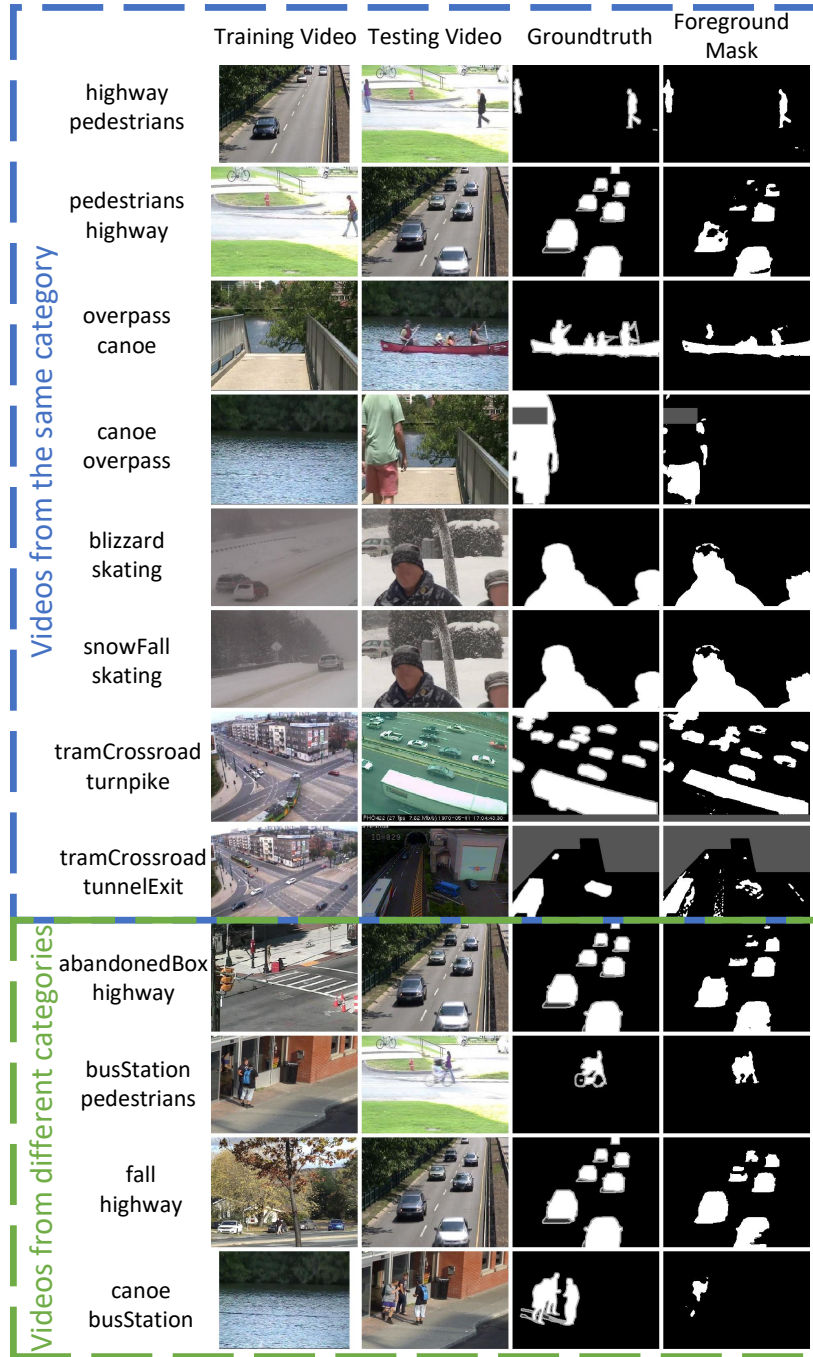 Training Video
Testing Video
Groundtruth
Foreground
Mask
Videos from the same category
highway
pedestrians
pedestrians
highway
overpass
canoe
canoe
overpass
blizzard
skating
snowFall
skating
tramCrossroad
turnpike
tramCrossroad
tunnelExit
Videos from different categories
abandonedBox
highway
busStation
pedestrians
fall
highway
canoe
busStation